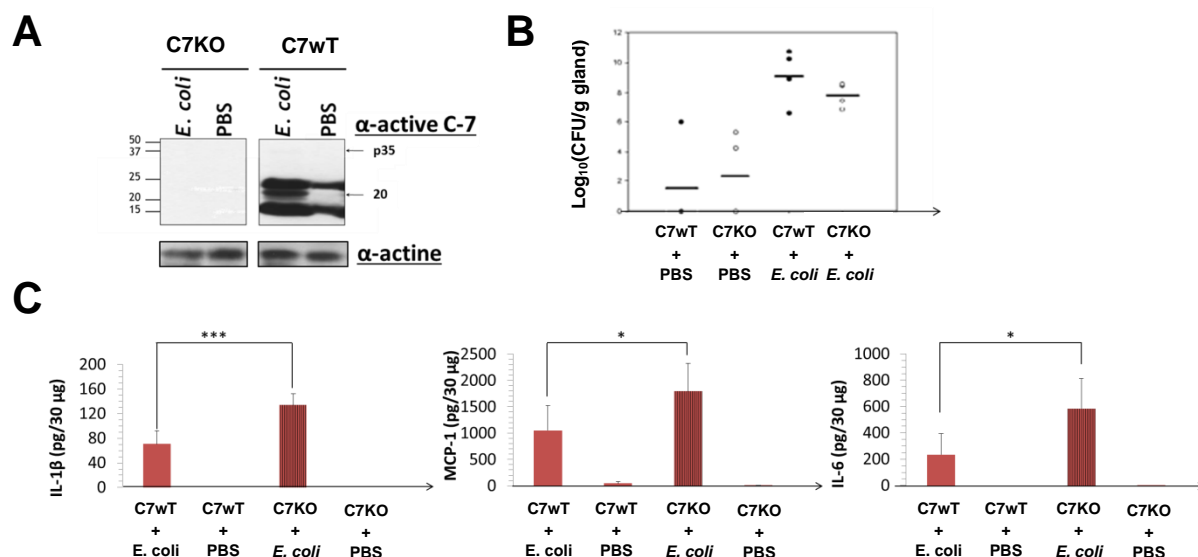 A
C7KO C7wT
E. coli PBS E. coli PBS
α-active C-7
50
37
25
20
15
p35
20
α-actine
B
Log10(CFU/g gland)
12
10
8
6
4
2
0
C7wT C7KO C7wT C7KO
+ + + +
PBS PBS E. coli E. coli
C
***
IL-1β (pg/30 µg)
200
160
120
80
40
0
C7wT C7wT C7KO C7KO
+ + + +
E. coli PBS E. coli PBS
*
MCP-1 (pg/30 µg)
2500
2000
1500
1000
500
0
C7wT C7wT C7KO C7KO
+ + + +
E. coli PBS E. coli PBS
*
IL-6 (pg/30 µg)
1000
800
600
400
200
0
C7wT C7wT C7KO C7KO
+ + + +
E. coli PBS E. coli PBS